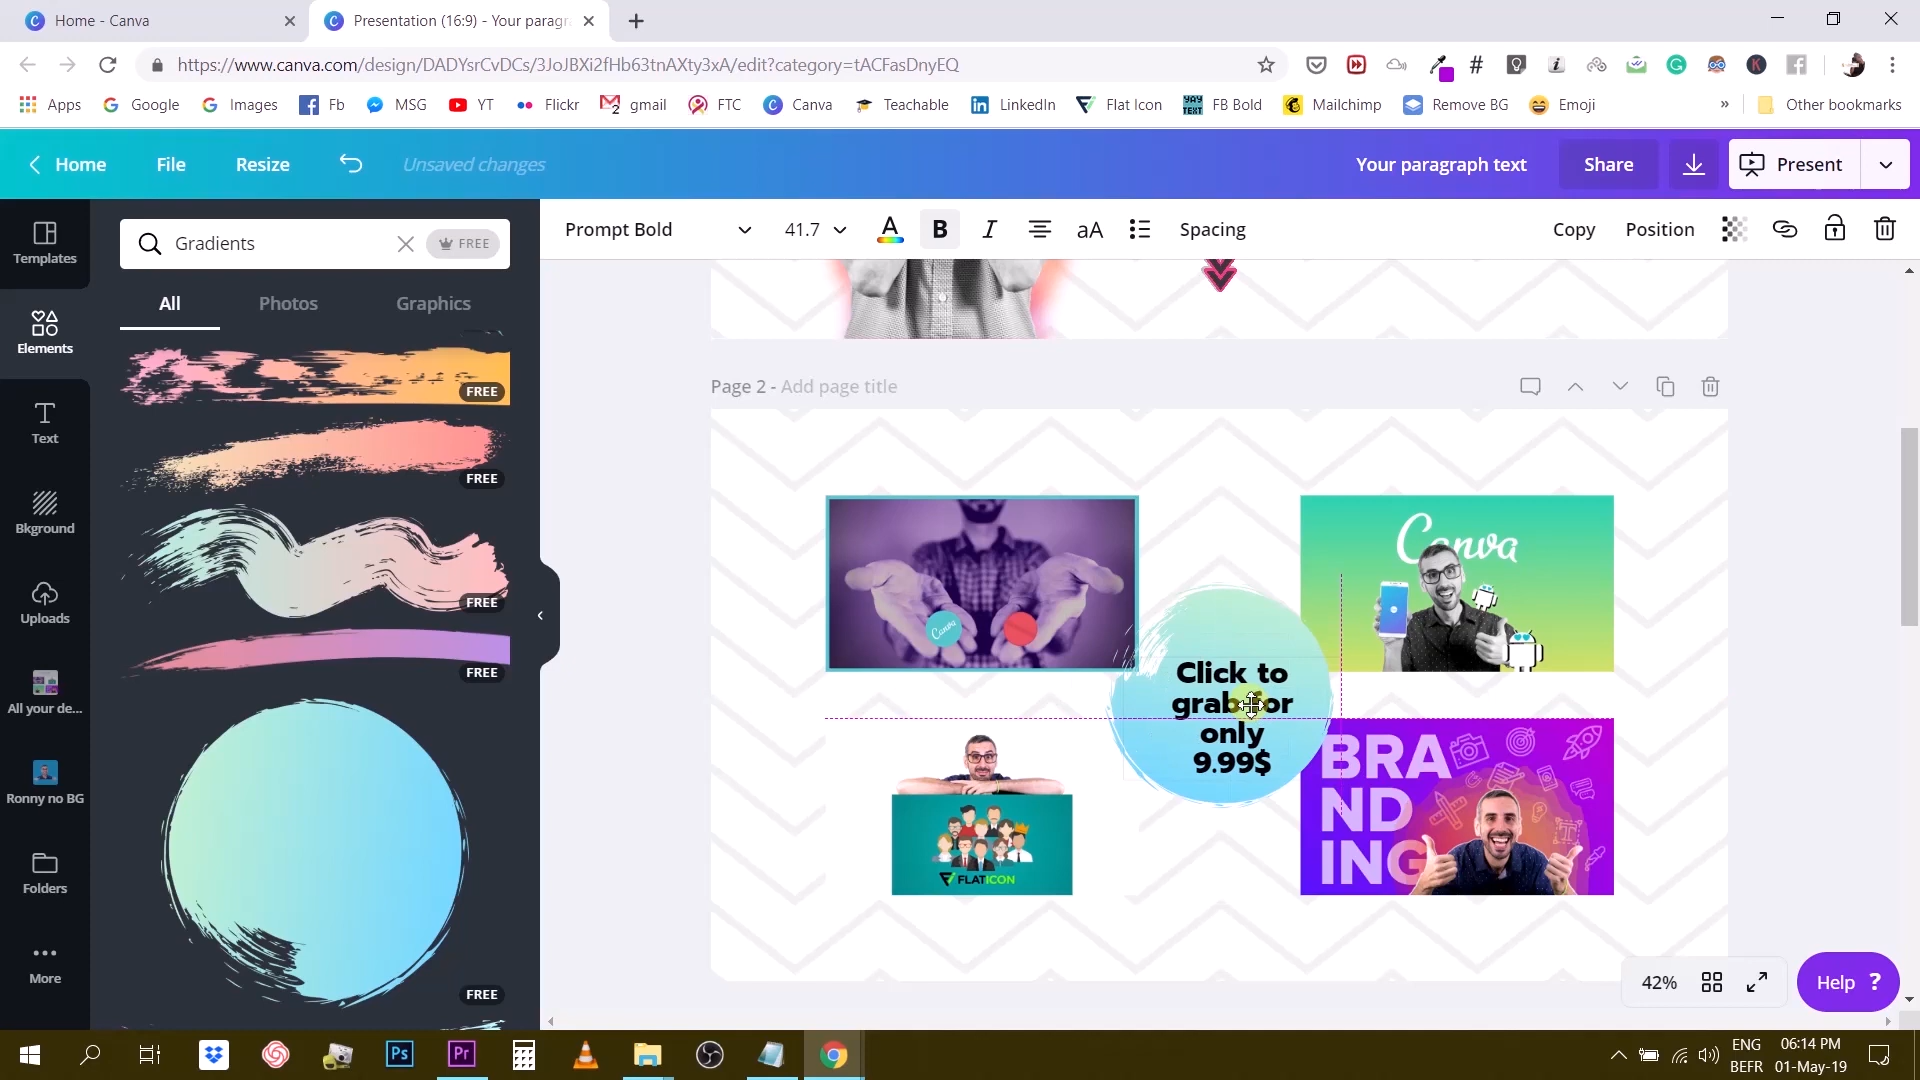 Home - Canva
Presentation (16:9) - Your paragr
https://www.canva.com/design/DADYsrCvDCs/3JoJBXi2fHb63tnAXty3xA/edit?category=tACFasDnyEQ
Apps
Google
Images
Fb
MSG
YT
Flickr
gmail
FTC
Canva
Teachable
LinkedIn
Flat Icon
FB Bold
Mailchimp
Remove BG
Emoji
»
Other bookmarks
Home
File
Resize
Unsaved changes
Your paragraph text
Share
Present
Templates
Elements
Text
Bkground
Uploads
All your de...
Ronny no BG
Folders
More
Gradients
FREE
All
Photos
Graphics
FREE
FREE
FREE
FREE
FREE
Prompt Bold
41.7
A
B
I
aA
Spacing
Copy
Position
Page 2 - Add page title
Canva
Canva
Click to
grab for
only
9.99$
FLATICON
BRA
ND
ING
42%
Help ?
Ps
Pr
ENG
BEFR
06:14 PM
01-May-19